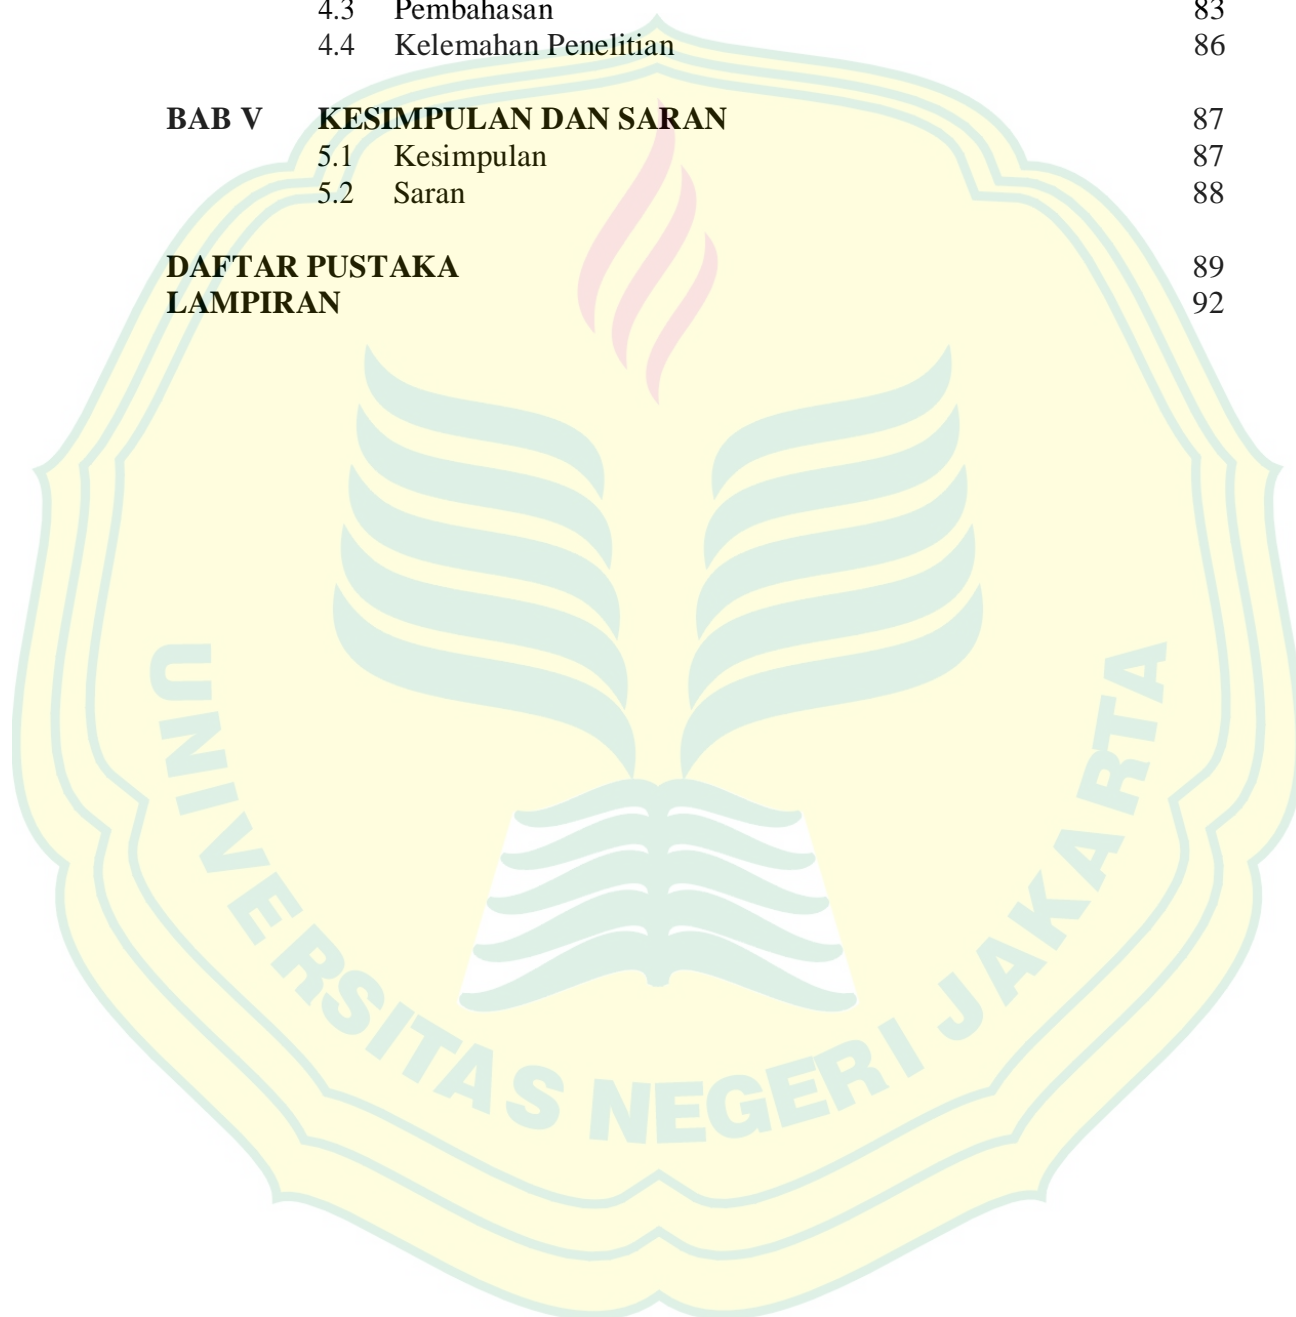 4.3 Pembahasan 83
4.4 Kelemahan Penelitian 86
BAB V KESIMPULAN DAN SARAN 87
5.1 Kesimpulan 87
5.2 Saran 88
DAFTAR PUSTAKA 89
LAMPIRAN 92
UNIVERSITAS NEGERI JAKARTA